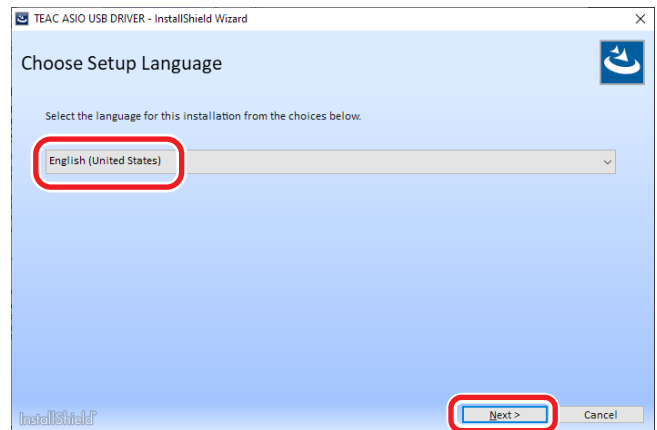 TEAC ASIO USB DRIVER - InstallShield Wizard
Choose Setup Language
Select the language for this installation from the choices below.
English (United States)
InstallShield
Next >
Cancel